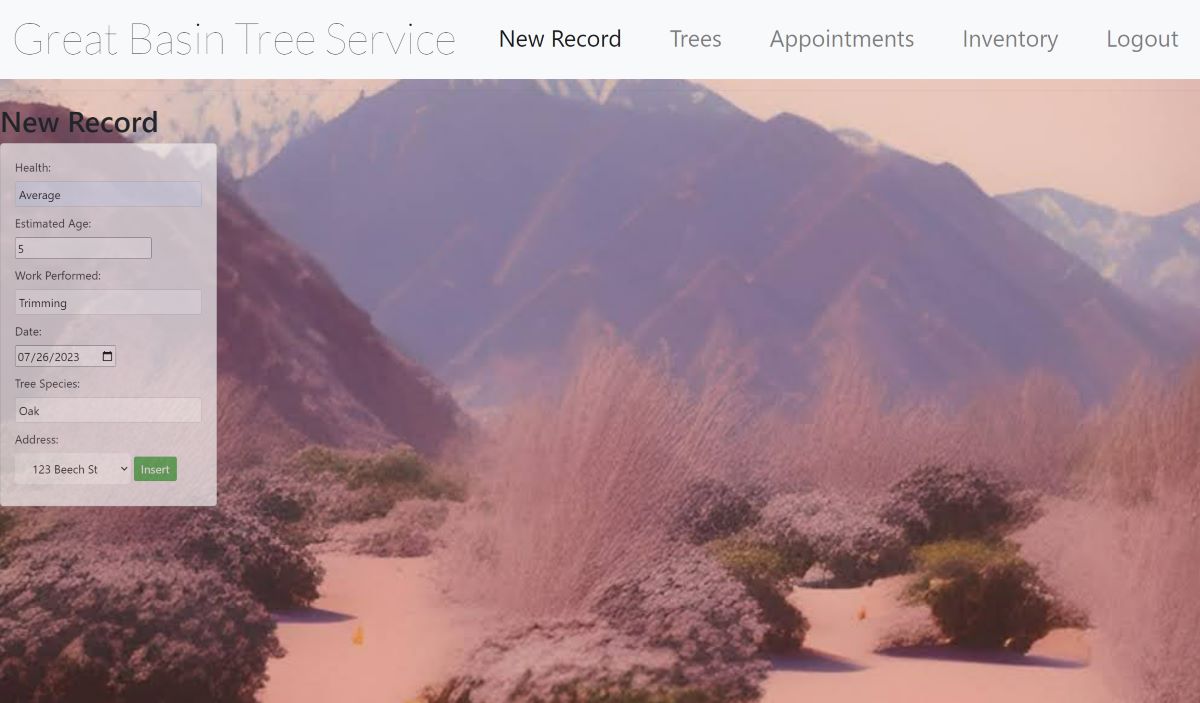 Great Basin Tree Service New Record Trees Appointments Inventory Logout
New Record
Health:
Average
Estimated Age:
5
Work Performed:
Trimming
Date:
07/26/2023
Tree Species:
Oak
Address:
123 Beech St Insert